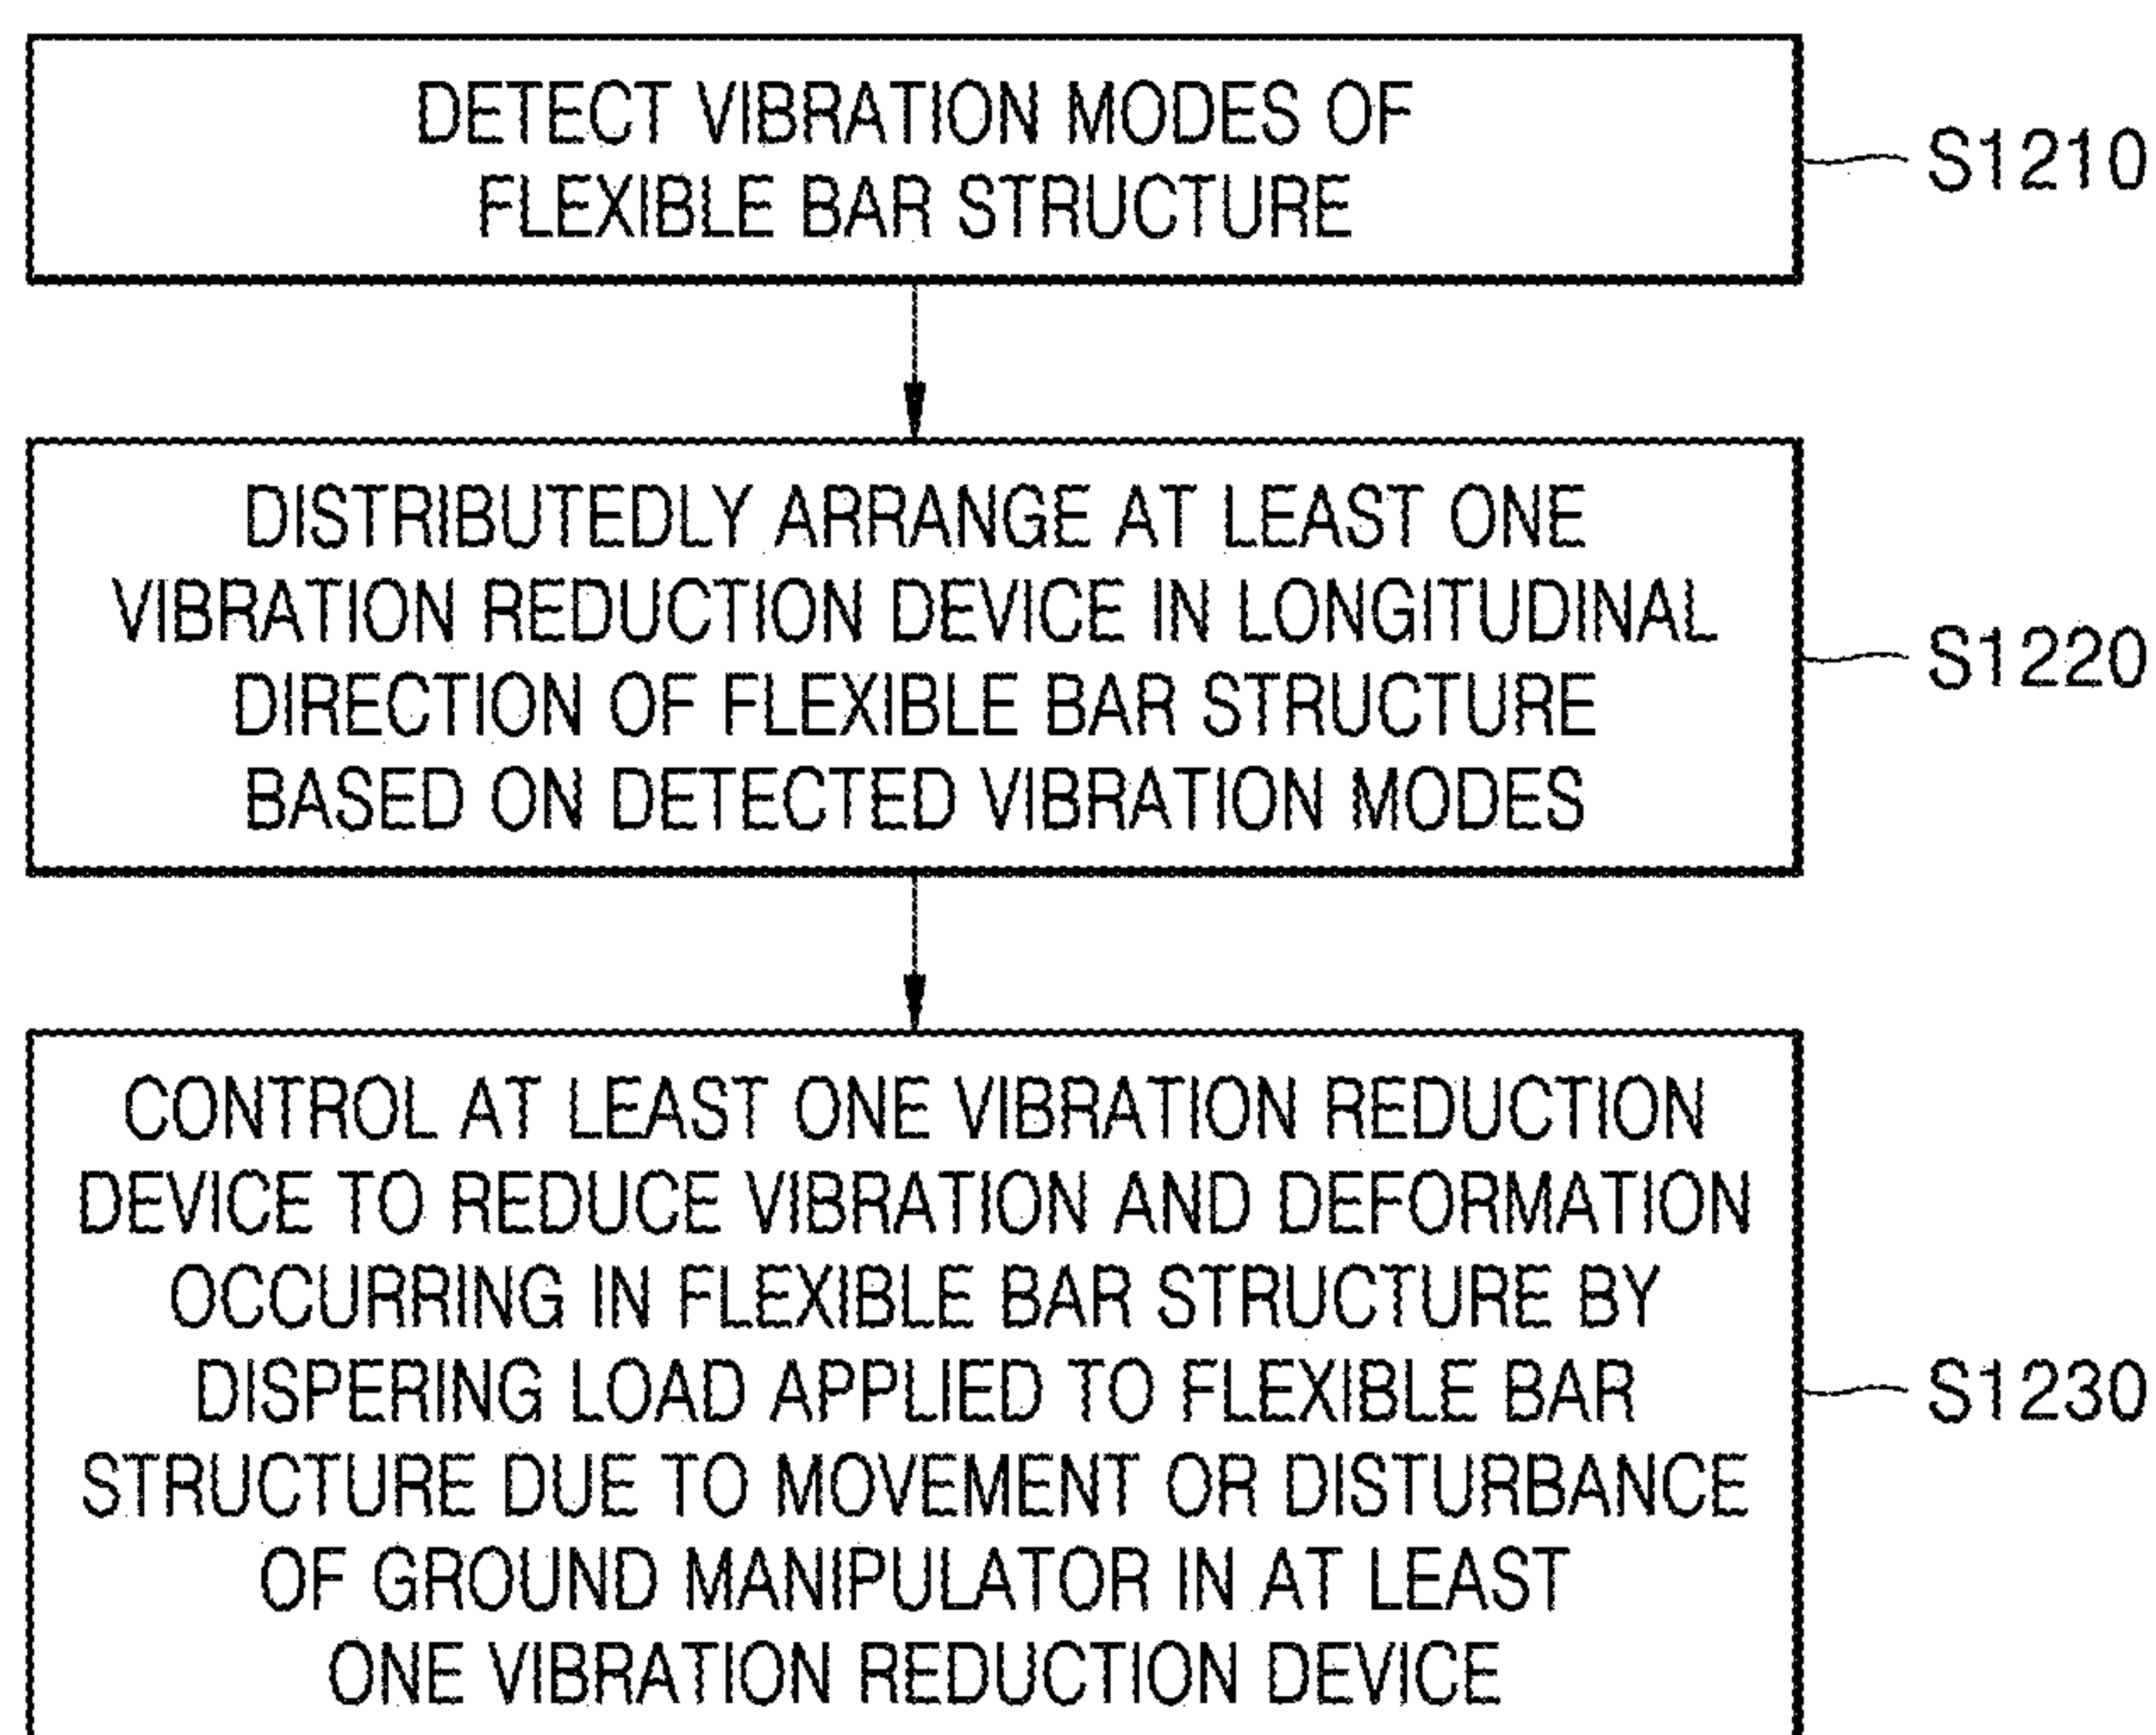 DETECT VIBRATION MODES OF
FLEXIBLE BAR STRUCTURE
S1210
DISTRIBUTEDLY ARRANGE AT LEAST ONE
VIBRATION REDUCTION DEVICE IN LONGITUDINAL
DIRECTION OF FLEXIBLE BAR STRUCTURE
BASED ON DETECTED VIBRATION MODES
S1220
CONTROL AT LEAST ONE VIBRATION REDUCTION
DEVICE TO REDUCE VIBRATION AND DEFORMATION
OCCURRING IN FLEXIBLE BAR STRUCTURE BY
DISPERING LOAD APPLIED TO FLEXIBLE BAR
STRUCTURE DUE TO MOVEMENT OR DISTURBANCE
OF GROUND MANIPULATOR IN AT LEAST
ONE VIBRATION REDUCTION DEVICE
S1230